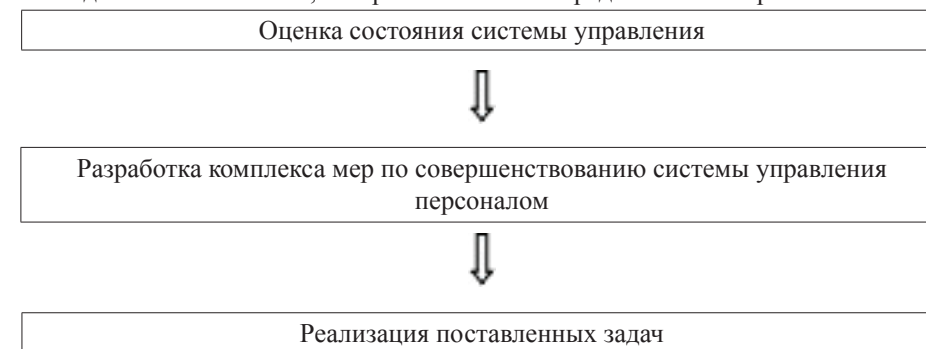 Оценка состояния системы управления
Разработка комплекса мер по совершенствованию системы управления
персоналом
Реализация поставленных задач